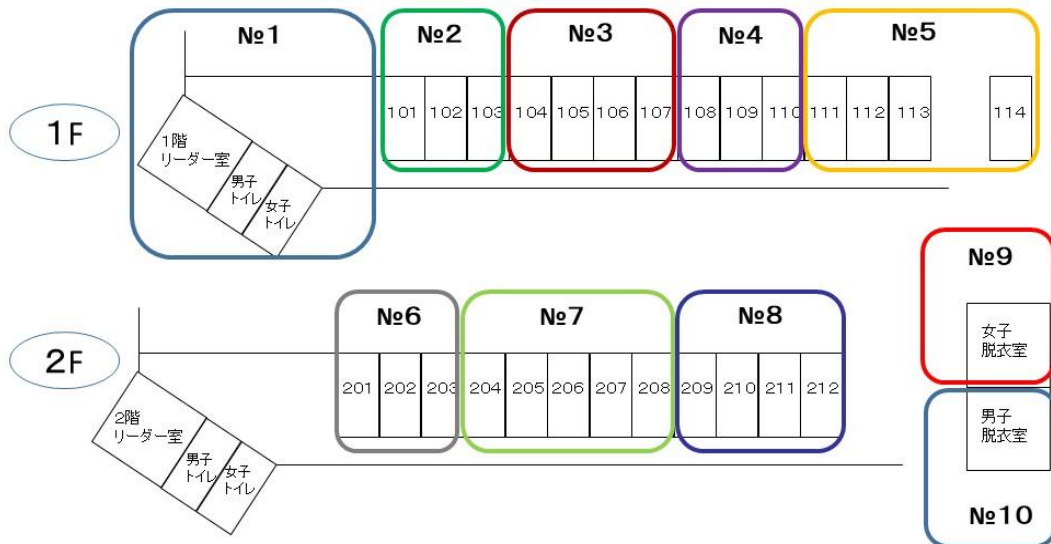 №1
№2
№3
№4
№5
1F
101 102 103 104 105 106 107 108 109 110 111 112 113 114
1階
リーダー室
男子
トイレ
女子
トイレ
№6
№7
№8
№9
2F
201 202 203 204 205 206 207 208 209 210 211 212
2階
リーダー室
男子
トイレ
女子
トイレ
女子
脱衣室
男子
脱衣室
№10